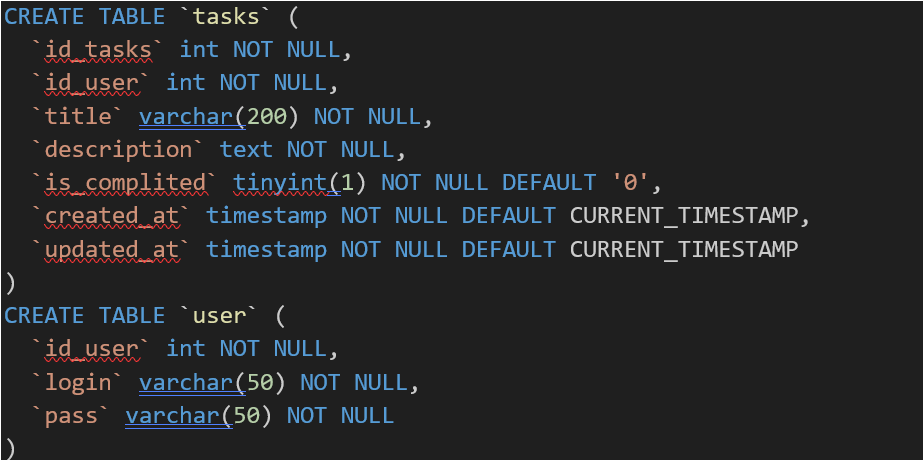 CREATE TABLE `tasks` (
  `id_tasks` int NOT NULL,
  `id_user` int NOT NULL,
  `title` varchar(200) NOT NULL,
  `description` text NOT NULL,
  `is_complited` tinyint(1) NOT NULL DEFAULT '0',
  `created_at` timestamp NOT NULL DEFAULT CURRENT_TIMESTAMP,
  `updated_at` timestamp NOT NULL DEFAULT CURRENT_TIMESTAMP
)
CREATE TABLE `user` (
  `id_user` int NOT NULL,
  `login` varchar(50) NOT NULL,
  `pass` varchar(50) NOT NULL
)